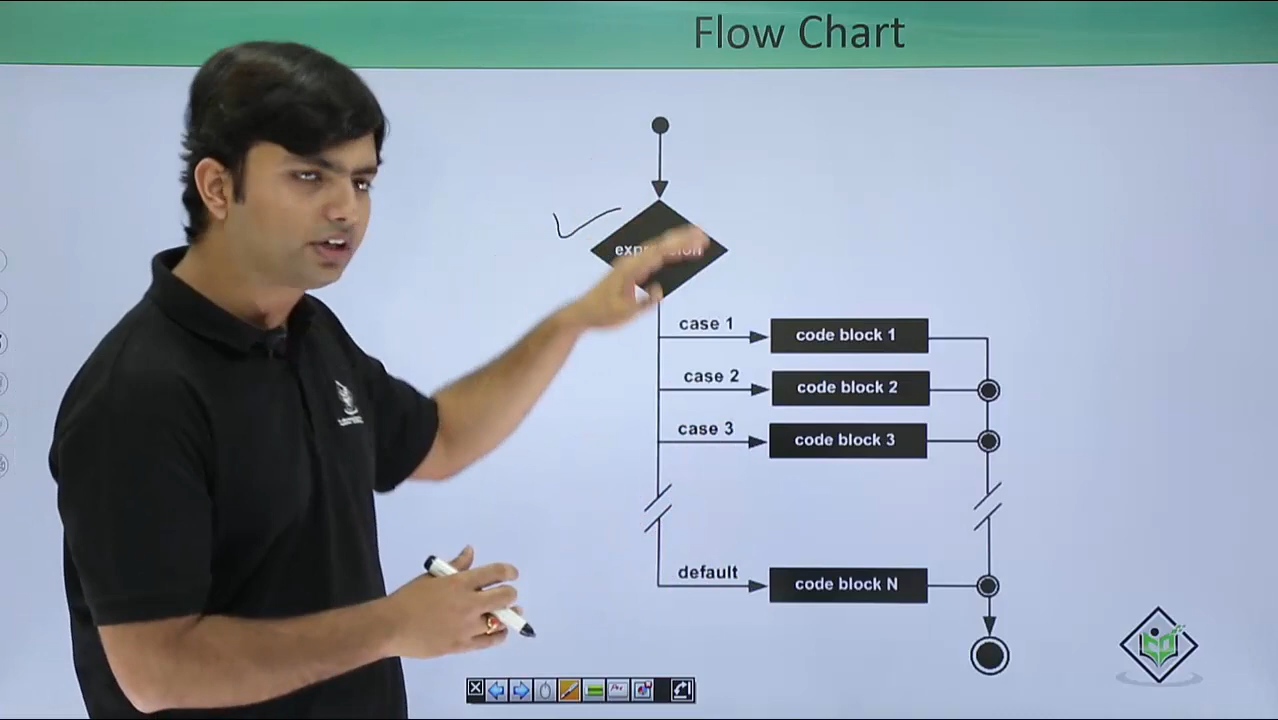 Flow Chart
expression
case 1
code block 1
case 2
code block 2
case 3
code block 3
default
code block N